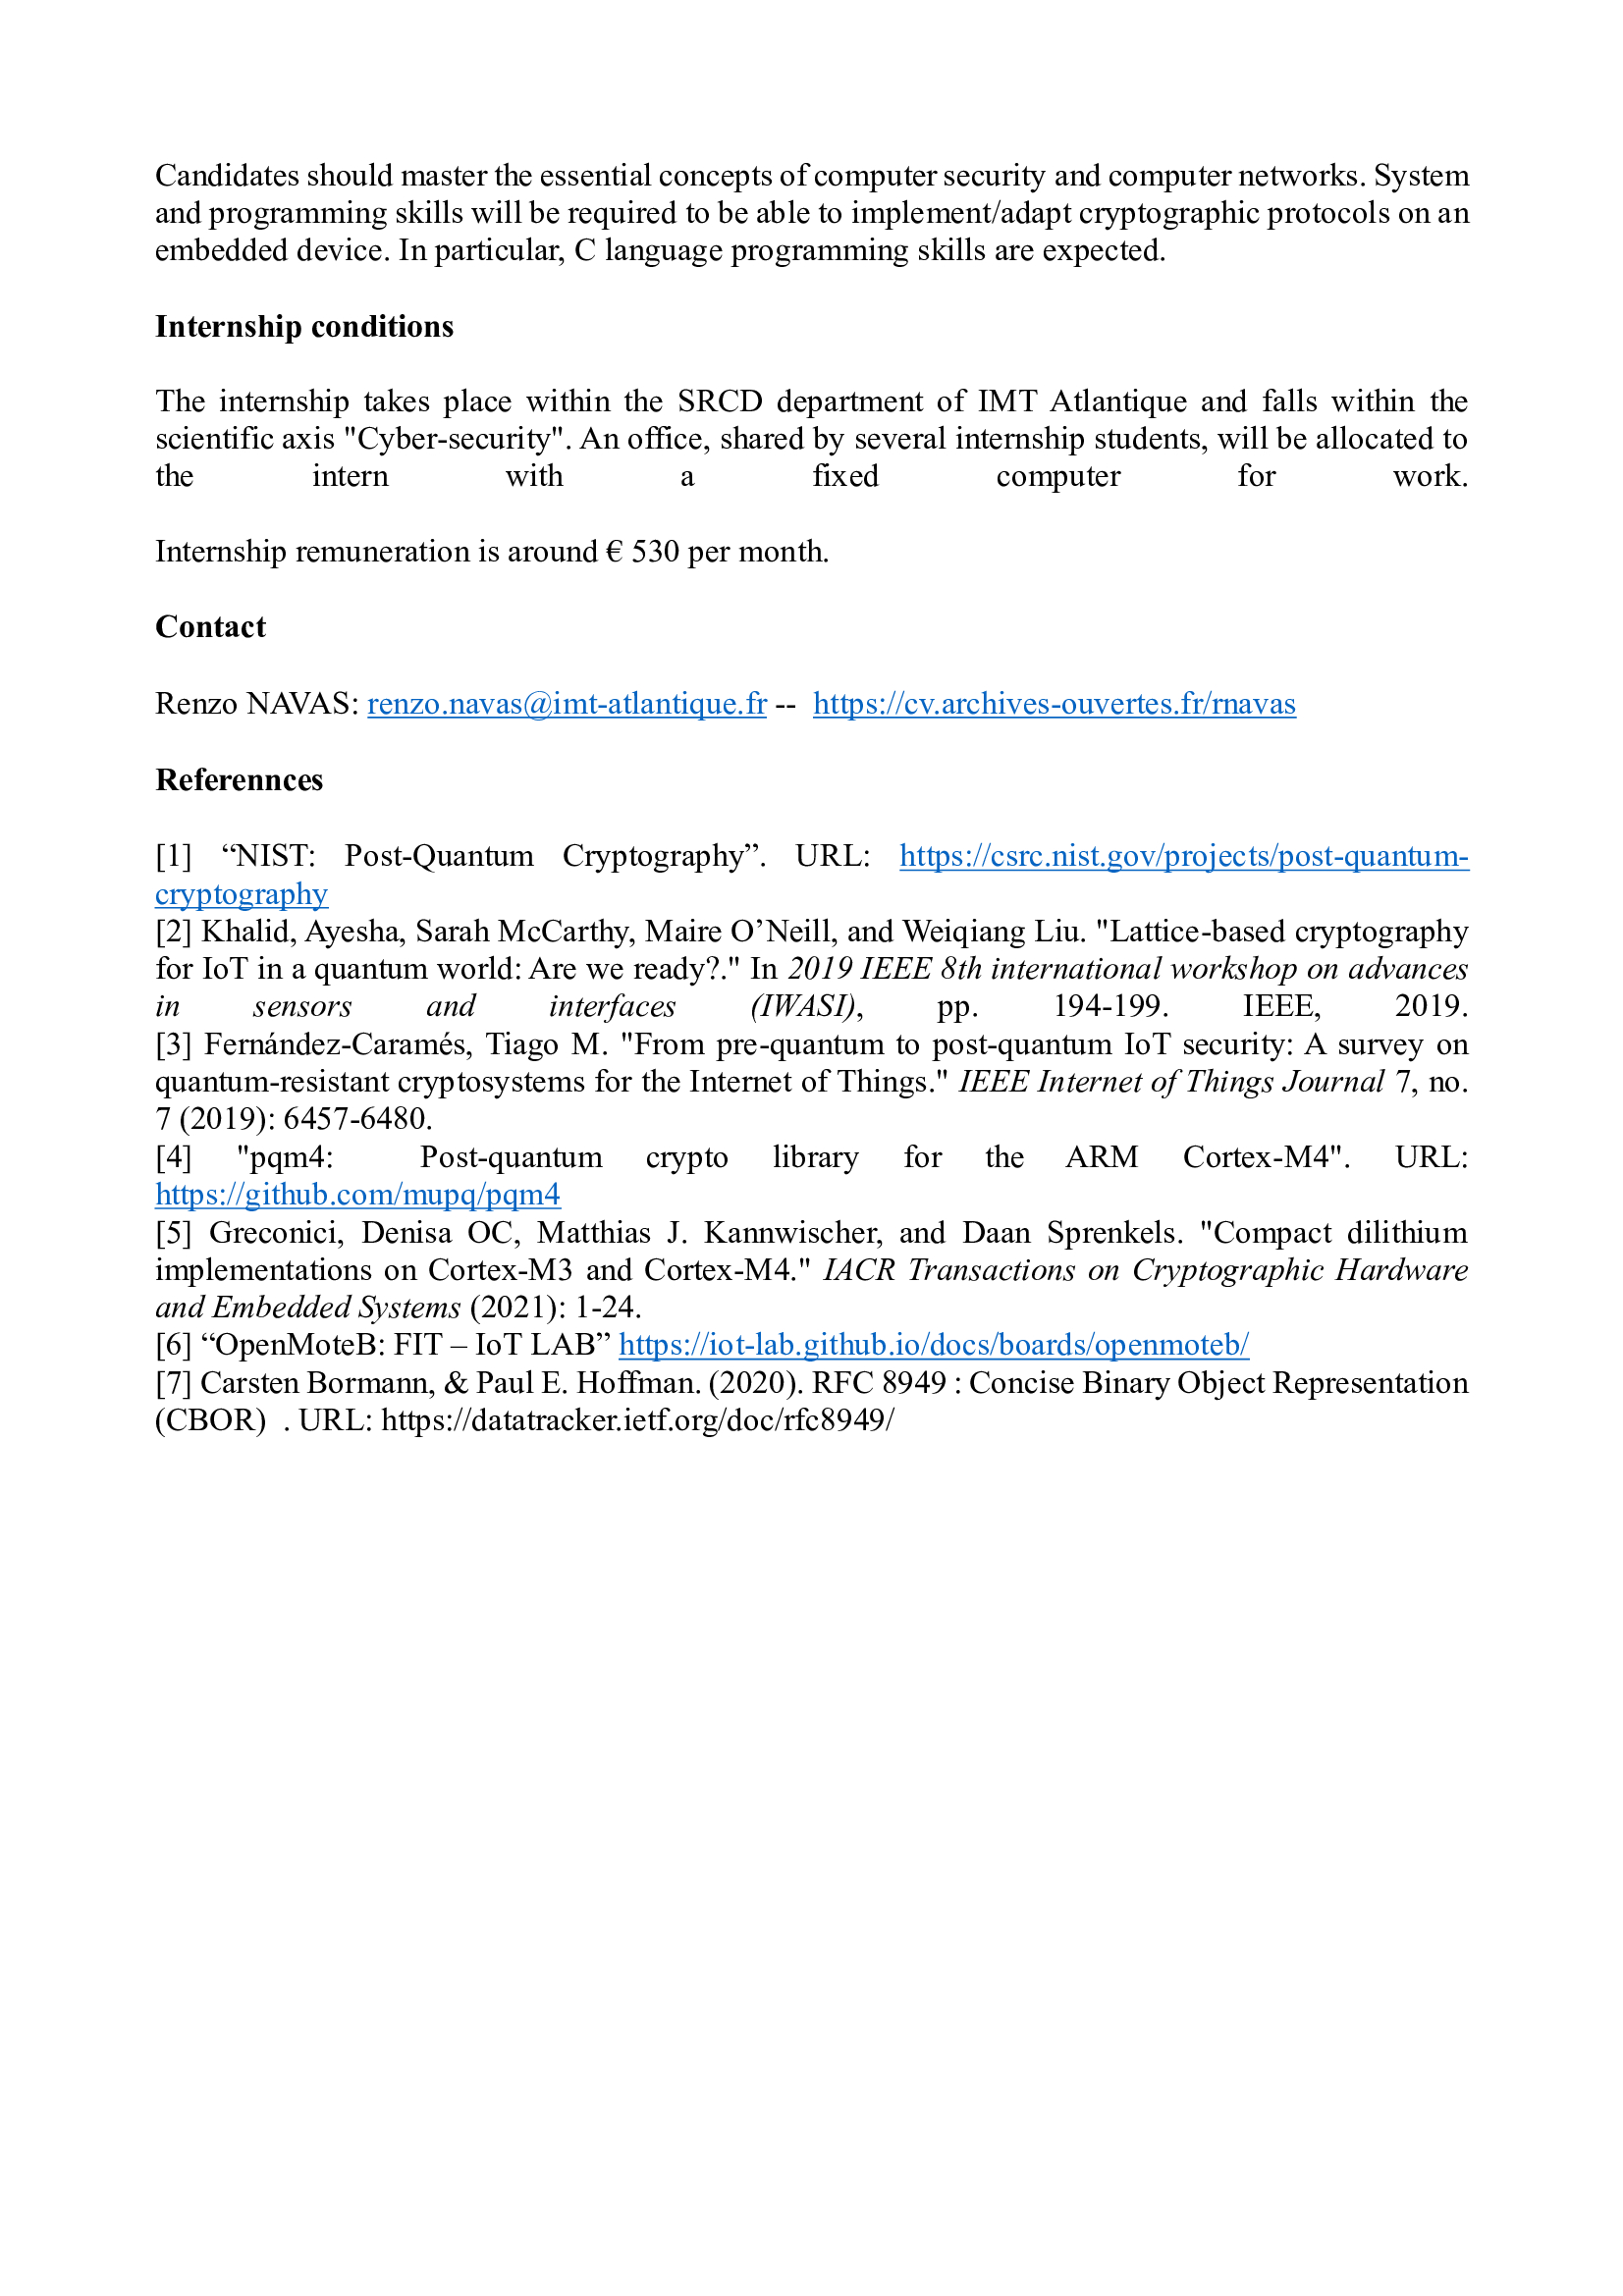 Candidates should master the essential concepts of computer security and computer networks. System
and programming skills will be required to be able to implement/adapt cryptographic protocols on an
embedded device. In particular, C language programming skills are expected.
Internship conditions
The internship takes place within the SRCD department of IMT Atlantique and falls within the
scientific axis "Cyber-security". An office, shared by several internship students, will be allocated to
the intern with a fixed computer for work.
Internship remuneration is around € 530 per month.
Contact
Renzo NAVAS: renzo.navas@imt-atlantique.fr -- https://cv.archives-ouvertes.fr/rnavas
Referennces
[1] “NIST: Post-Quantum Cryptography”. URL: https://csrc.nist.gov/projects/post-quantum-
cryptography
[2] Khalid, Ayesha, Sarah McCarthy, Maire O’Neill, and Weiqiang Liu. "Lattice-based cryptography
for IoT in a quantum world: Are we ready?." In 2019 IEEE 8th international workshop on advances
in sensors and interfaces (IWASI), pp. 194-199. IEEE, 2019.
[3] Fernández-Caramés, Tiago M. "From pre-quantum to post-quantum IoT security: A survey on
quantum-resistant cryptosystems for the Internet of Things." IEEE Internet of Things Journal 7, no.
7 (2019): 6457-6480.
[4] "pqm4: Post-quantum crypto library for the ARM Cortex-M4". URL:
https://github.com/mupq/pqm4
[5] Greconici, Denisa OC, Matthias J. Kannwischer, and Daan Sprenkels. "Compact dilithium
implementations on Cortex-M3 and Cortex-M4." IACR Transactions on Cryptographic Hardware
and Embedded Systems (2021): 1-24.
[6] “OpenMoteB: FIT – IoT LAB” https://iot-lab.github.io/docs/boards/openmoteb/
[7] Carsten Bormann, & Paul E. Hoffman. (2020). RFC 8949 : Concise Binary Object Representation
(CBOR) . URL: https://datatracker.ietf.org/doc/rfc8949/